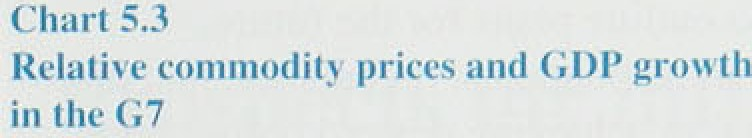 Chart 5.3
Relative commodity prices and GDP growth
in the G7